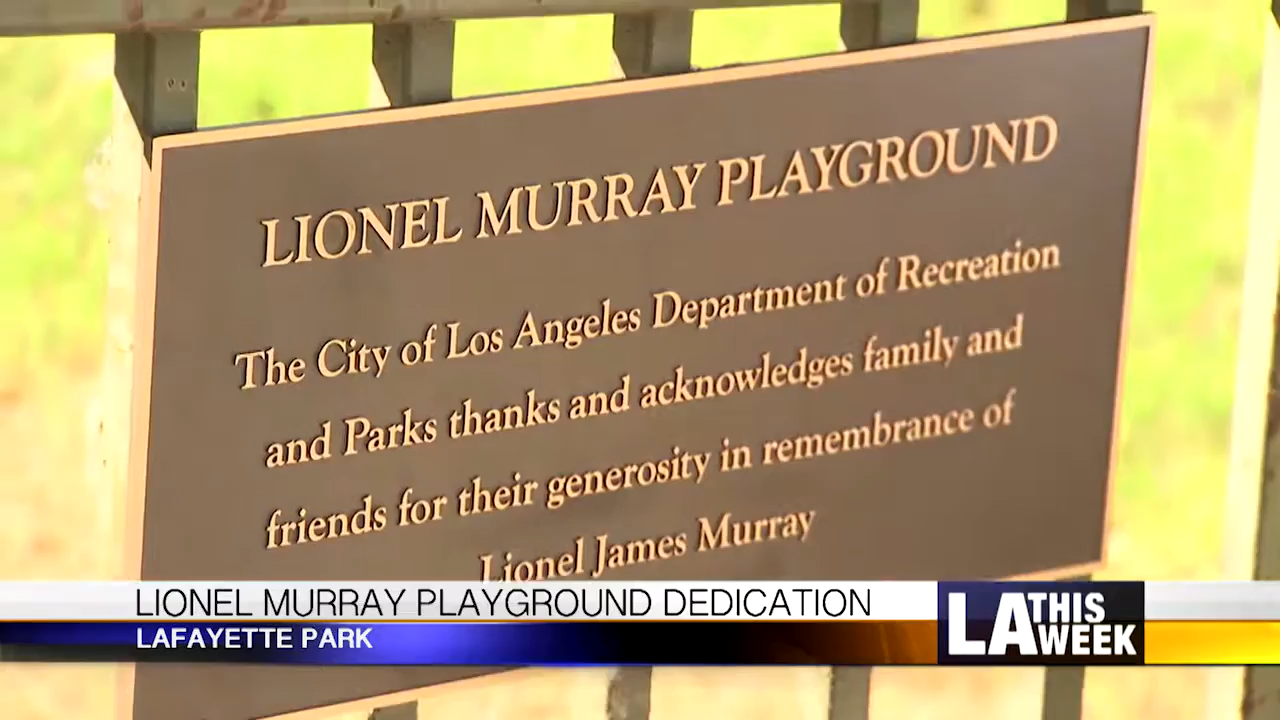 LIONEL MURRAY PLAYGROUND
The City of Los Angeles Department of Recreation
and Parks thanks and acknowledges family and
friends for their generosity in remembrance of
Lionel James Murray
LIONEL MURRAY PLAYGROUND DEDICATION
LAFAYETTE PARK
LA THIS WEEK